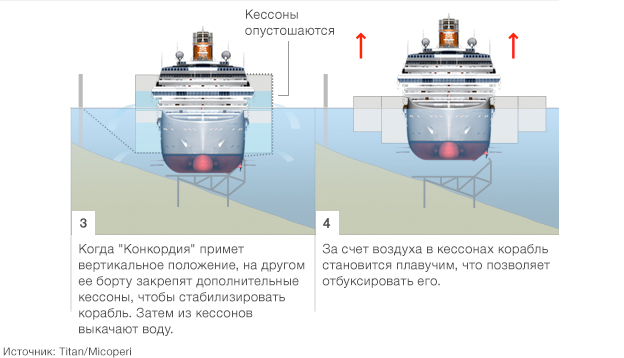 Кессоны
опустошаются
3
Когда "Конкордия" примет
вертикальное положение, на другом
ее борту закрепят дополнительные
кессоны, чтобы стабилизировать
корабль. Затем из кессонов
выкачают воду.
4
За счет воздуха в кессонах корабль
становится плавучим, что позволяет
отбуксировать его.
Источник: Titan/Micoperi